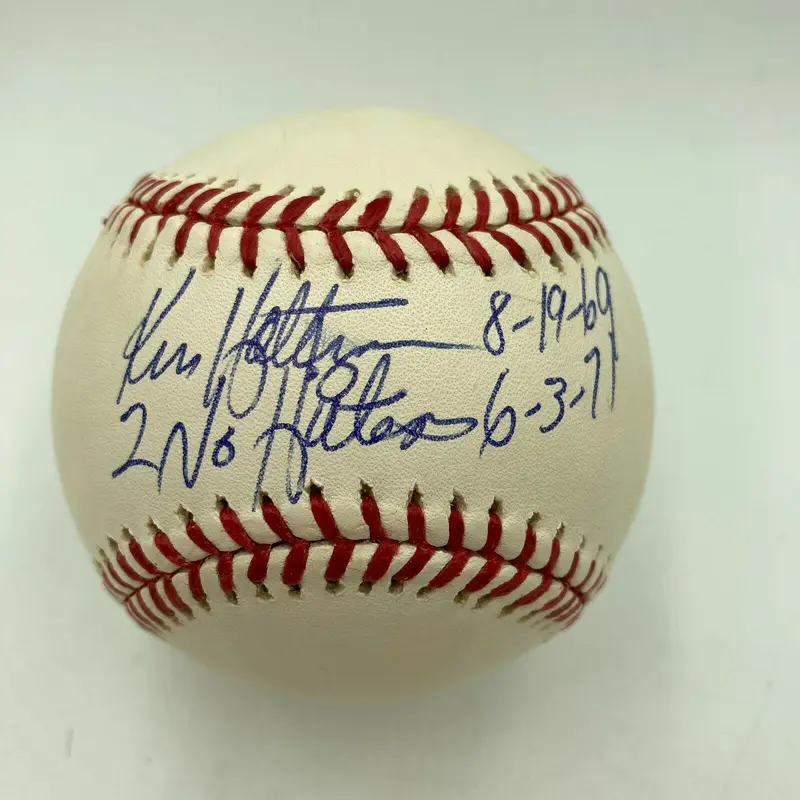 Ken Holtzman 8-19-69
2 No Hitters 6-3-71